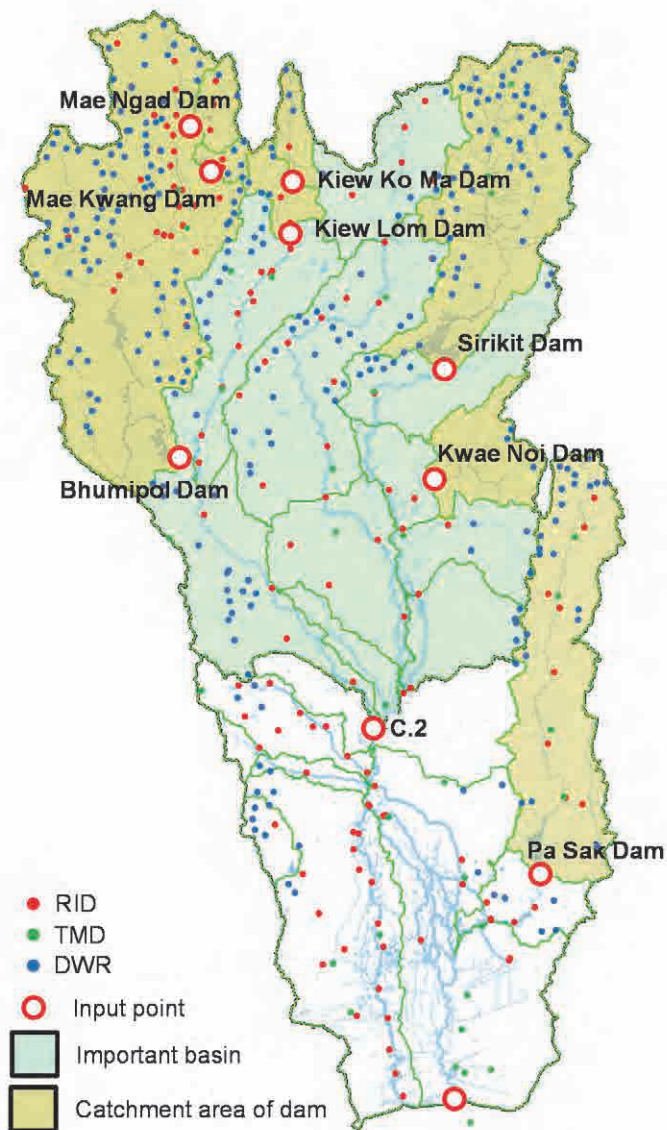 Mae Ngad Dam
Mae Kwang Dam
Kiew Ko Ma Dam
Kiew Lom Dam
Sirikit Dam
Kwae Noi Dam
Bhumipol Dam
C.2
Pa Sak Dam
RID
TMD
DWR
Input point
Important basin
Catchment area of dam